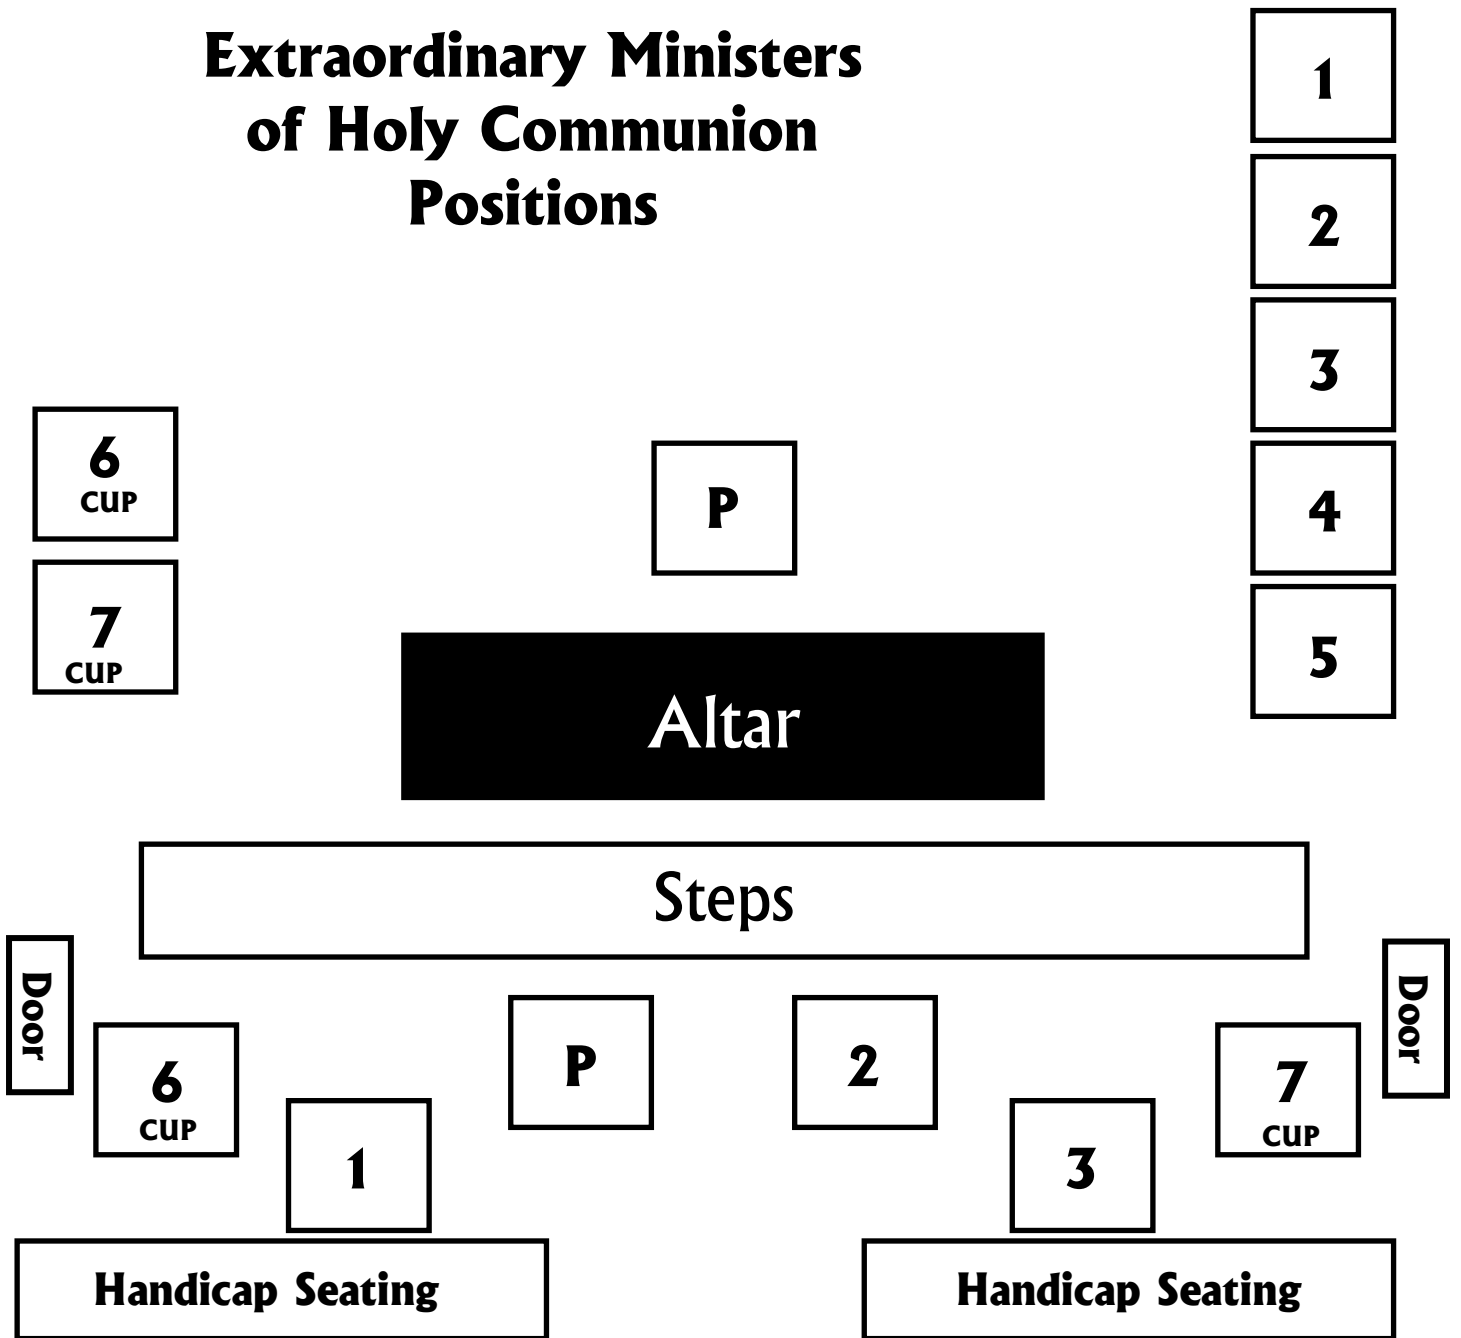 Extraordinary Ministers
of Holy Communion
Positions
1
2
3
6
CUP
P
4
7
CUP
5
Altar
Steps
Door
Door
6
CUP
P
2
7
CUP
1
3
Handicap Seating
Handicap Seating